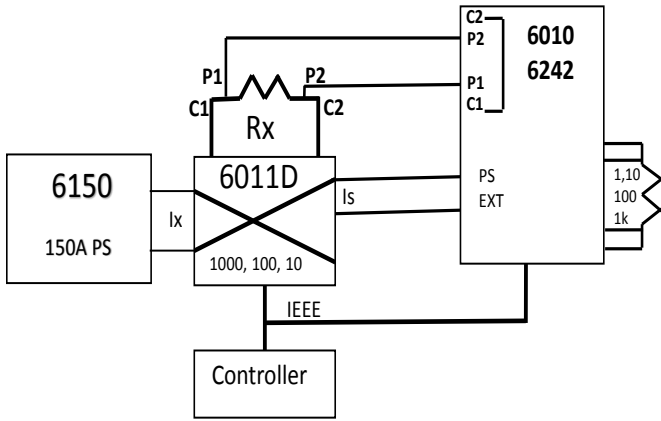 C2
P2
6010
6242
P1
P2
P1
C1
C2
C1
Rx
6011D
6150
150A PS
Ix
Is
PS
EXT
1,10
100
1k
1000, 100, 10
IEEE
Controller